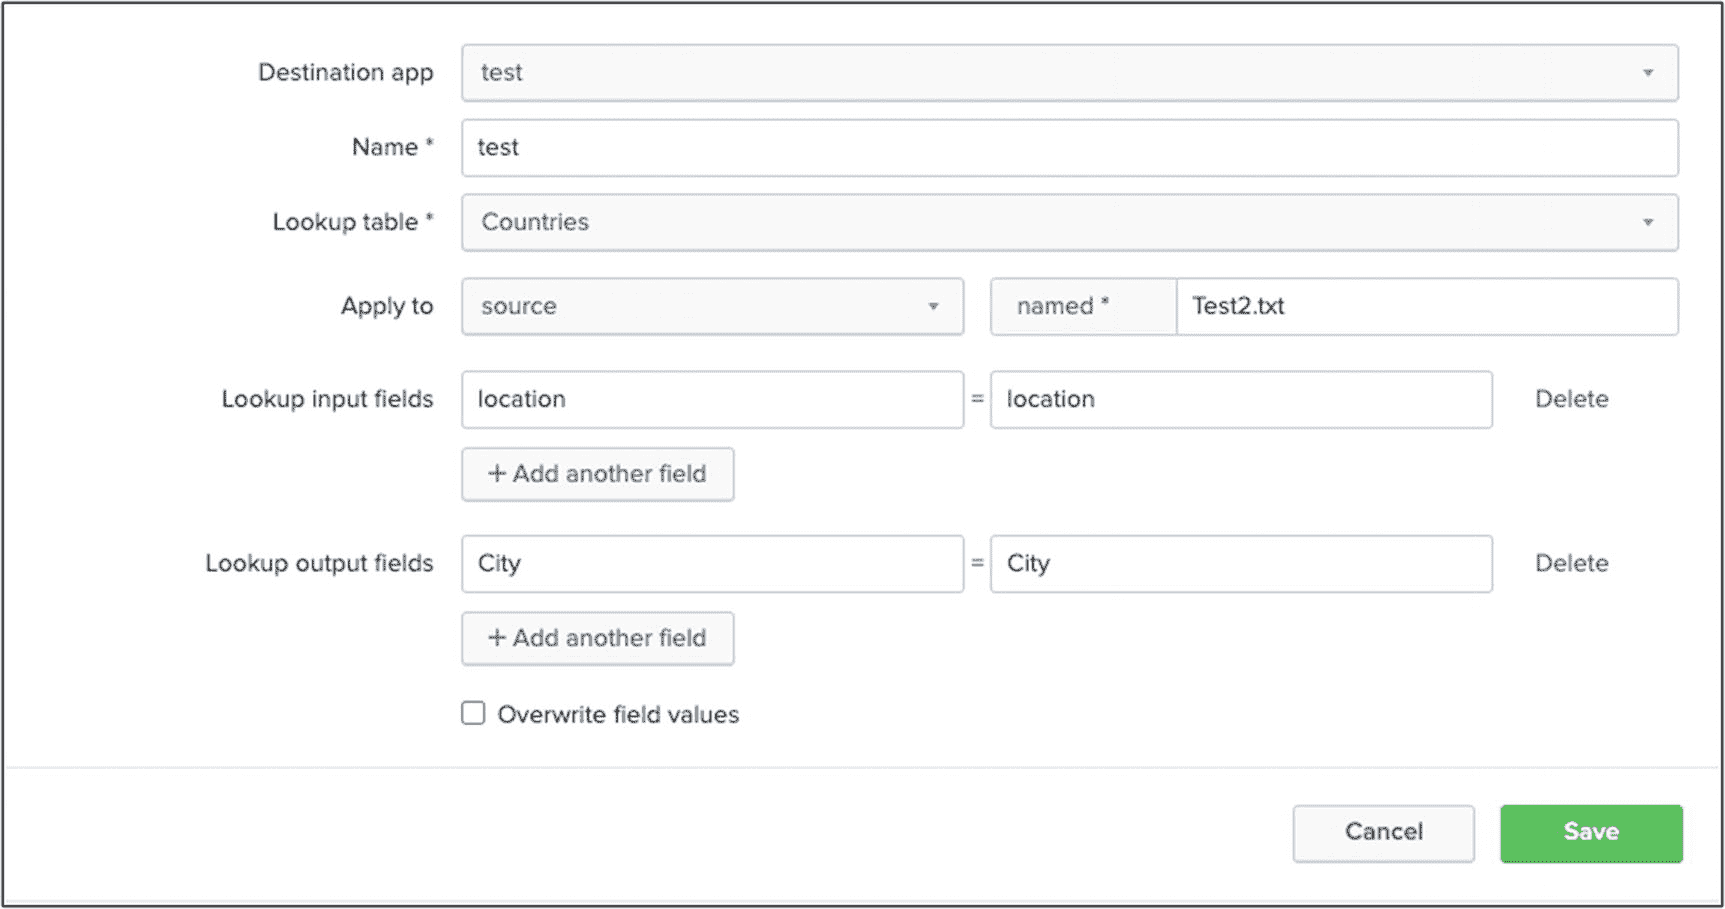 Destination app test
Name * test
Lookup table * Countries
Apply to source named * Test2.txt
Lookup input fields location = location Delete
+ Add another field
Lookup output fields City = City Delete
+ Add another field
Overwrite field values
Cancel Save